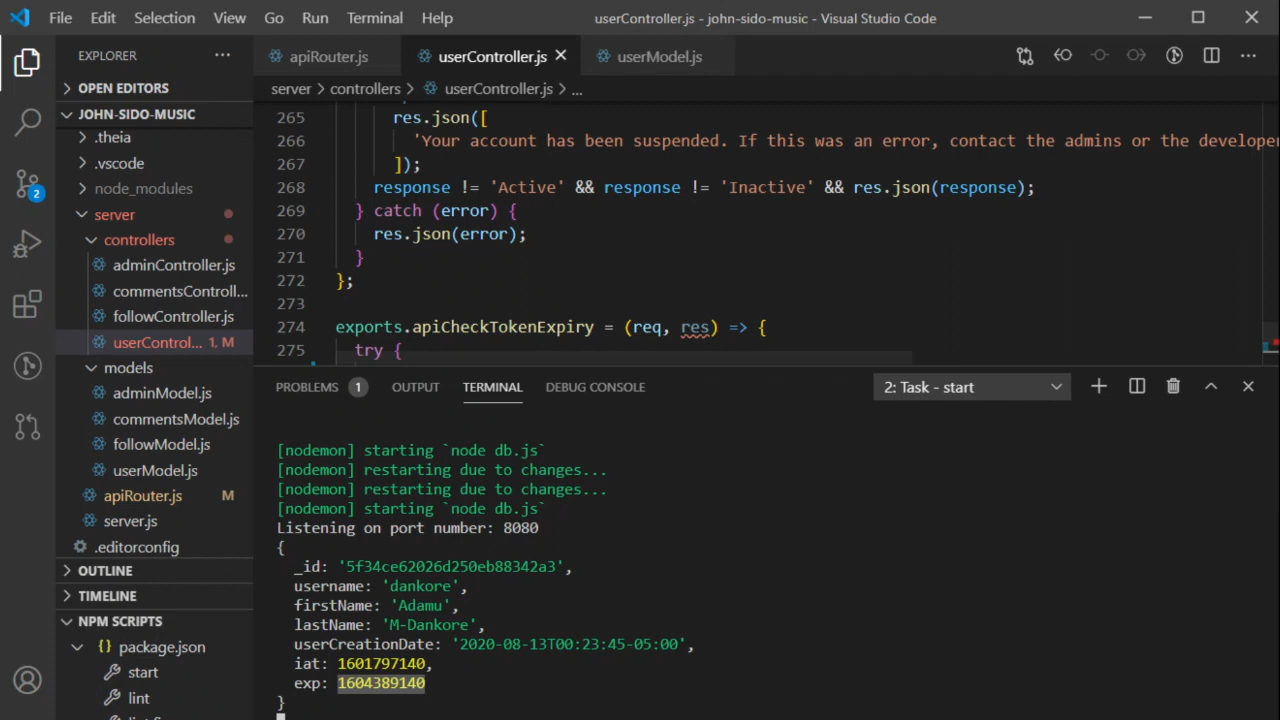 File Edit Selection View Go Run Terminal Help
userController.js - john-sido-music - Visual Studio Code
EXPLORER
OPEN EDITORS
JOHN-SIDO-MUSIC
.theia
.vscode
node_modules
server
controllers
adminController.js
commentsControll...
followController.js
userControl... 1, M
models
adminModel.js
commentsModel.js
followModel.js
userModel.js
apiRouter.js M
server.js
.editorconfig
OUTLINE
TIMELINE
NPM SCRIPTS
package.json
start
lint
2
apiRouter.js userController.js userModel.js
server > controllers > userController.js > ...
265 res.json([
266 'Your account has been suspended. If this was an error, contact the admins or the develope
267 ]);
268 response != 'Active' && response != 'Inactive' && res.json(response);
269 } catch (error) {
270 res.json(error);
271 }
272 };
273
274 exports.apiCheckTokenExpiry = (req, res) => {
275 try {
PROBLEMS 1 OUTPUT TERMINAL DEBUG CONSOLE 2: Task - start
[nodemon] starting `node db.js`
[nodemon] restarting due to changes...
[nodemon] restarting due to changes...
[nodemon] starting `node db.js`
Listening on port number: 8080
{
_id: '5f34ce62026d250eb88342a3',
username: 'dankore',
firstName: 'Adamu',
lastName: 'M-Dankore',
userCreationDate: '2020-08-13T00:23:45-05:00',
iat: 1601797140,
exp: 1604389140
}